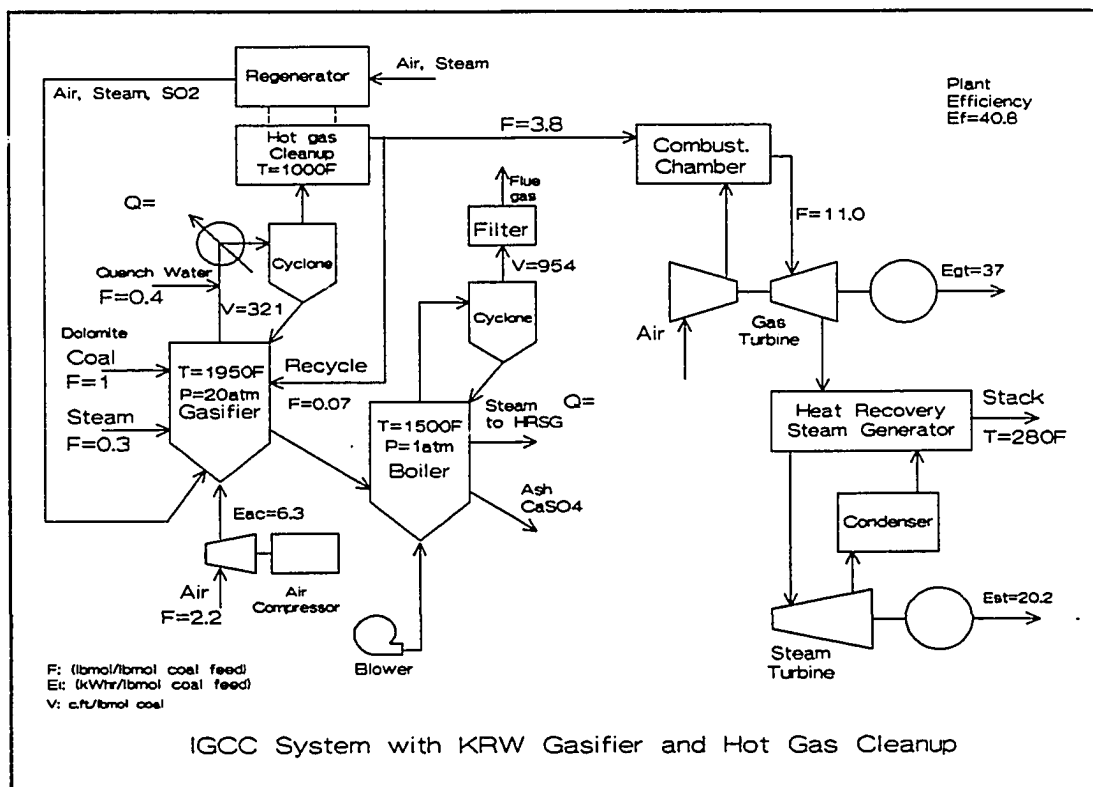 Regenerator
Air, Steam
Air, Steam, SO2
Plant
Efficiency
Ef=40.8
Hot gas
Cleanup
T=1000F
F=3.8
Combust.
Chamber
Flue
gas
Q=
Filter
F=11.0
Cyclone
Quench Water
F=0.4
V=954
V=321
Egt=37
Cyclone
Dolomite
Coal
F=1
Air
Gas
Turbine
T=1950F
P=20atm
Gasifier
Recycle
F=0.07
Steam
F=0.3
T=1500F
P=1atm
Boiler
Steam
to HRSG
Q=
Heat Recovery
Steam Generator
Stack
T=280F
Ash
CaSO4
Eac=6.3
Condenser
Air
F=2.2
Air
Compressor
Est=20.2
Blower
Steam
Turbine
F: (lbmol/lbmol coal feed)
Ei: (kWhr/lbmol coal feed)
V: c.ft/lbmol coal
IGCC System with KRW Gasifier and Hot Gas Cleanup